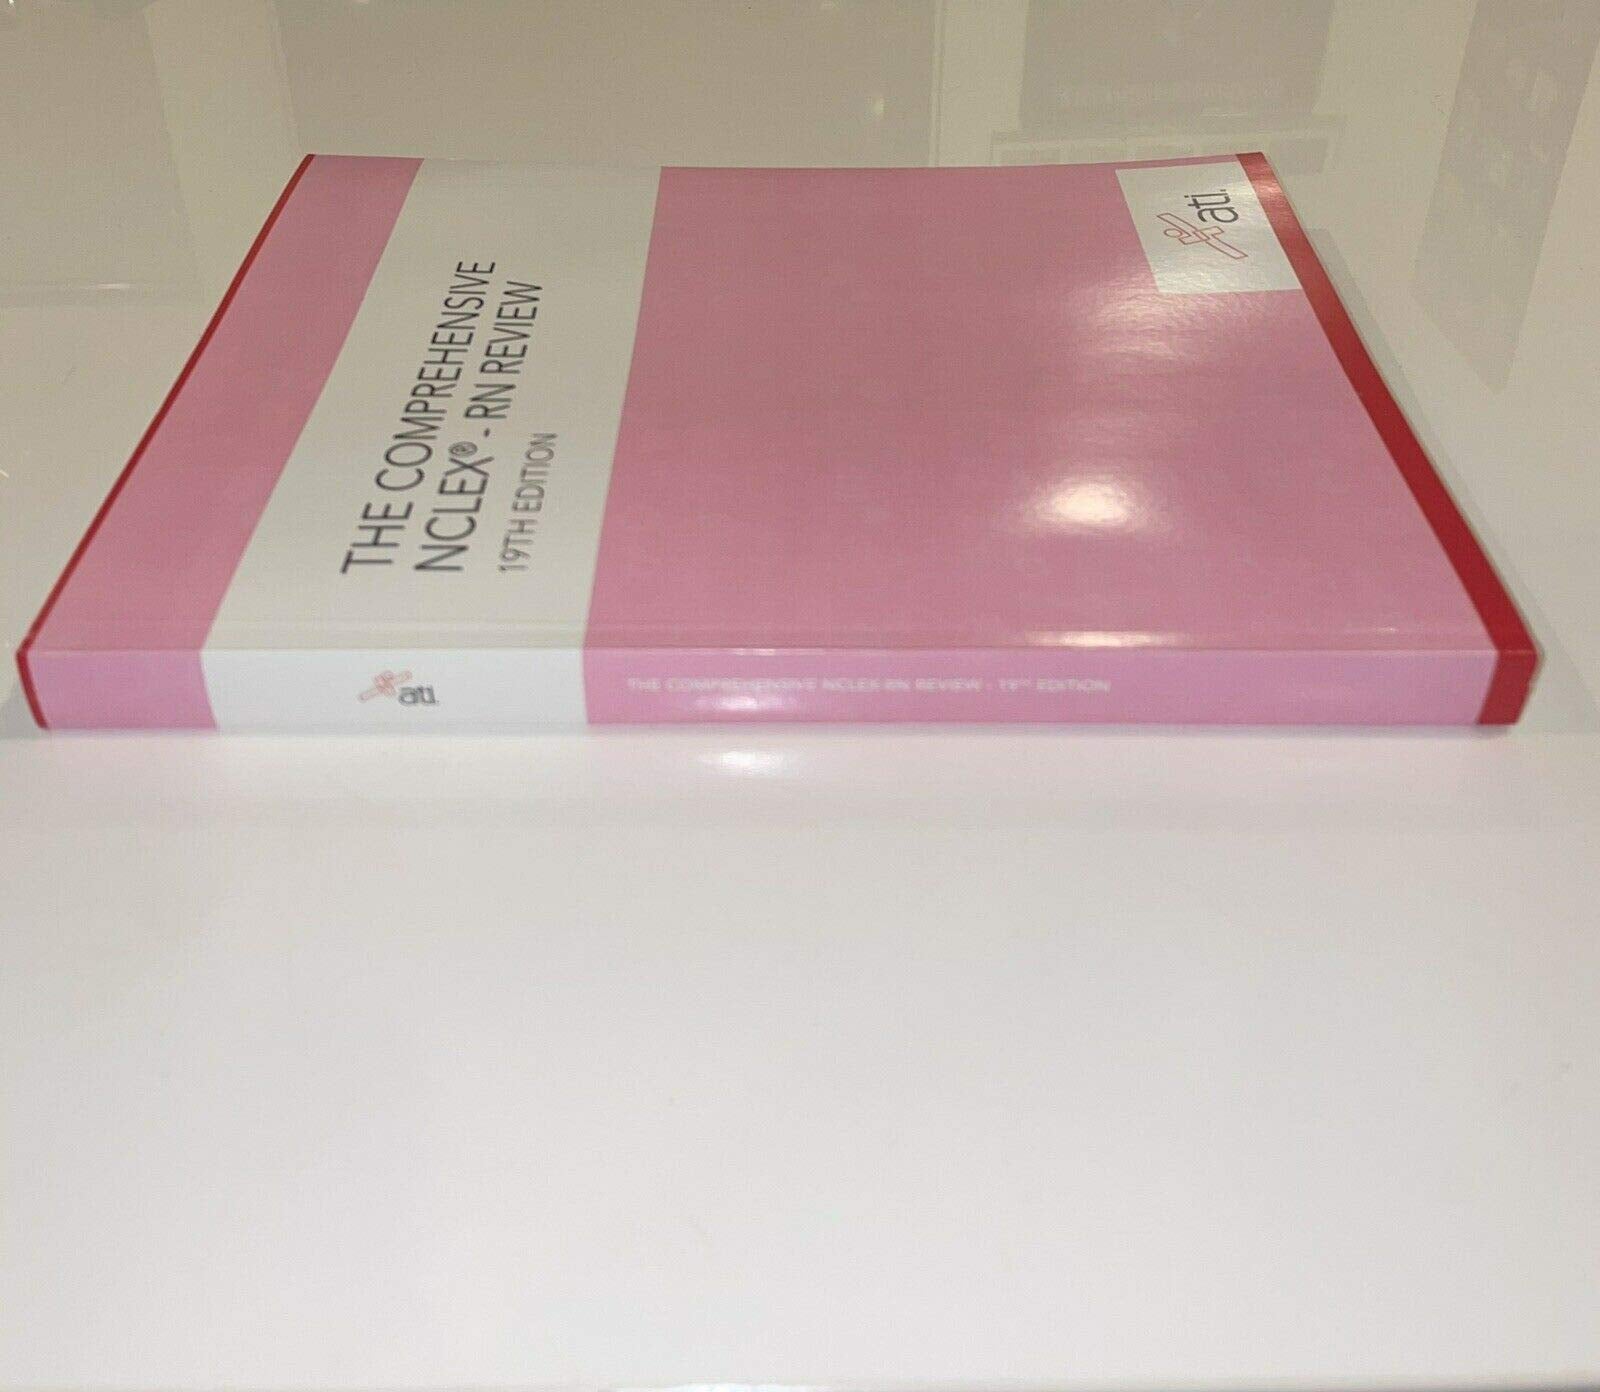 THE COMPREHENSIVE
NCLEX® - RN REVIEW
19TH EDITION
ati.
ati.
THE COMPREHENSIVE NCLEX-RN REVIEW - 19TH EDITION